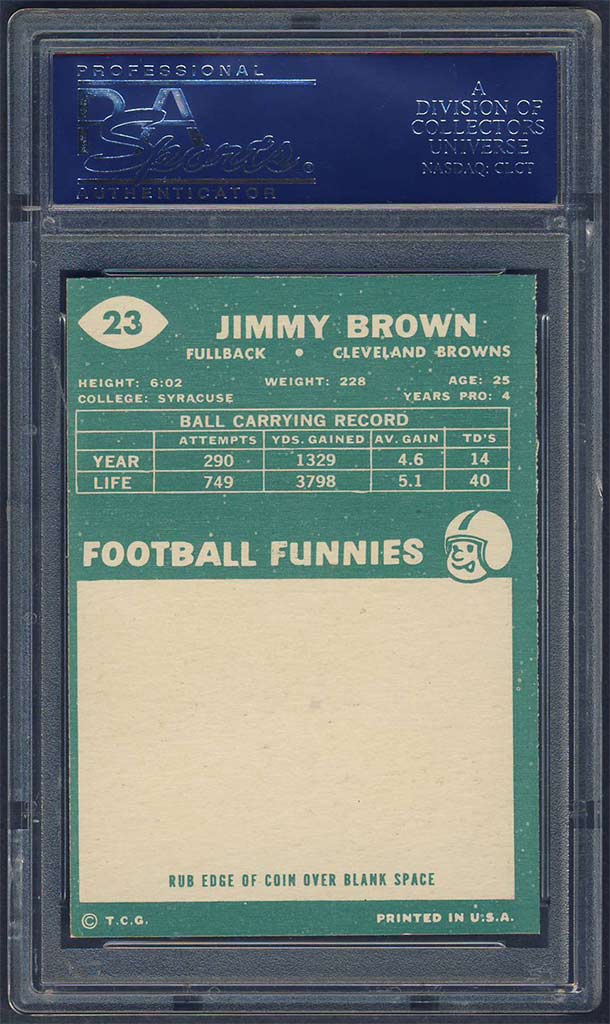 PROFESSIONAL
PSA
Sports
AUTHENTICATOR
A
DIVISION OF
COLLECTORS
UNIVERSE
NASDAQ: CLCT
23
JIMMY BROWN
FULLBACK • CLEVELAND BROWNS
HEIGHT: 6:02 WEIGHT: 228 AGE: 25
COLLEGE: SYRACUSE YEARS PRO: 4
BALL CARRYING RECORD
ATTEMPTS YDS. GAINED AV. GAIN TD'S
YEAR 290 1329 4.6 14
LIFE 749 3798 5.1 40
FOOTBALL FUNNIES
RUB EDGE OF COIN OVER BLANK SPACE
© T.C.G. PRINTED IN U.S.A.